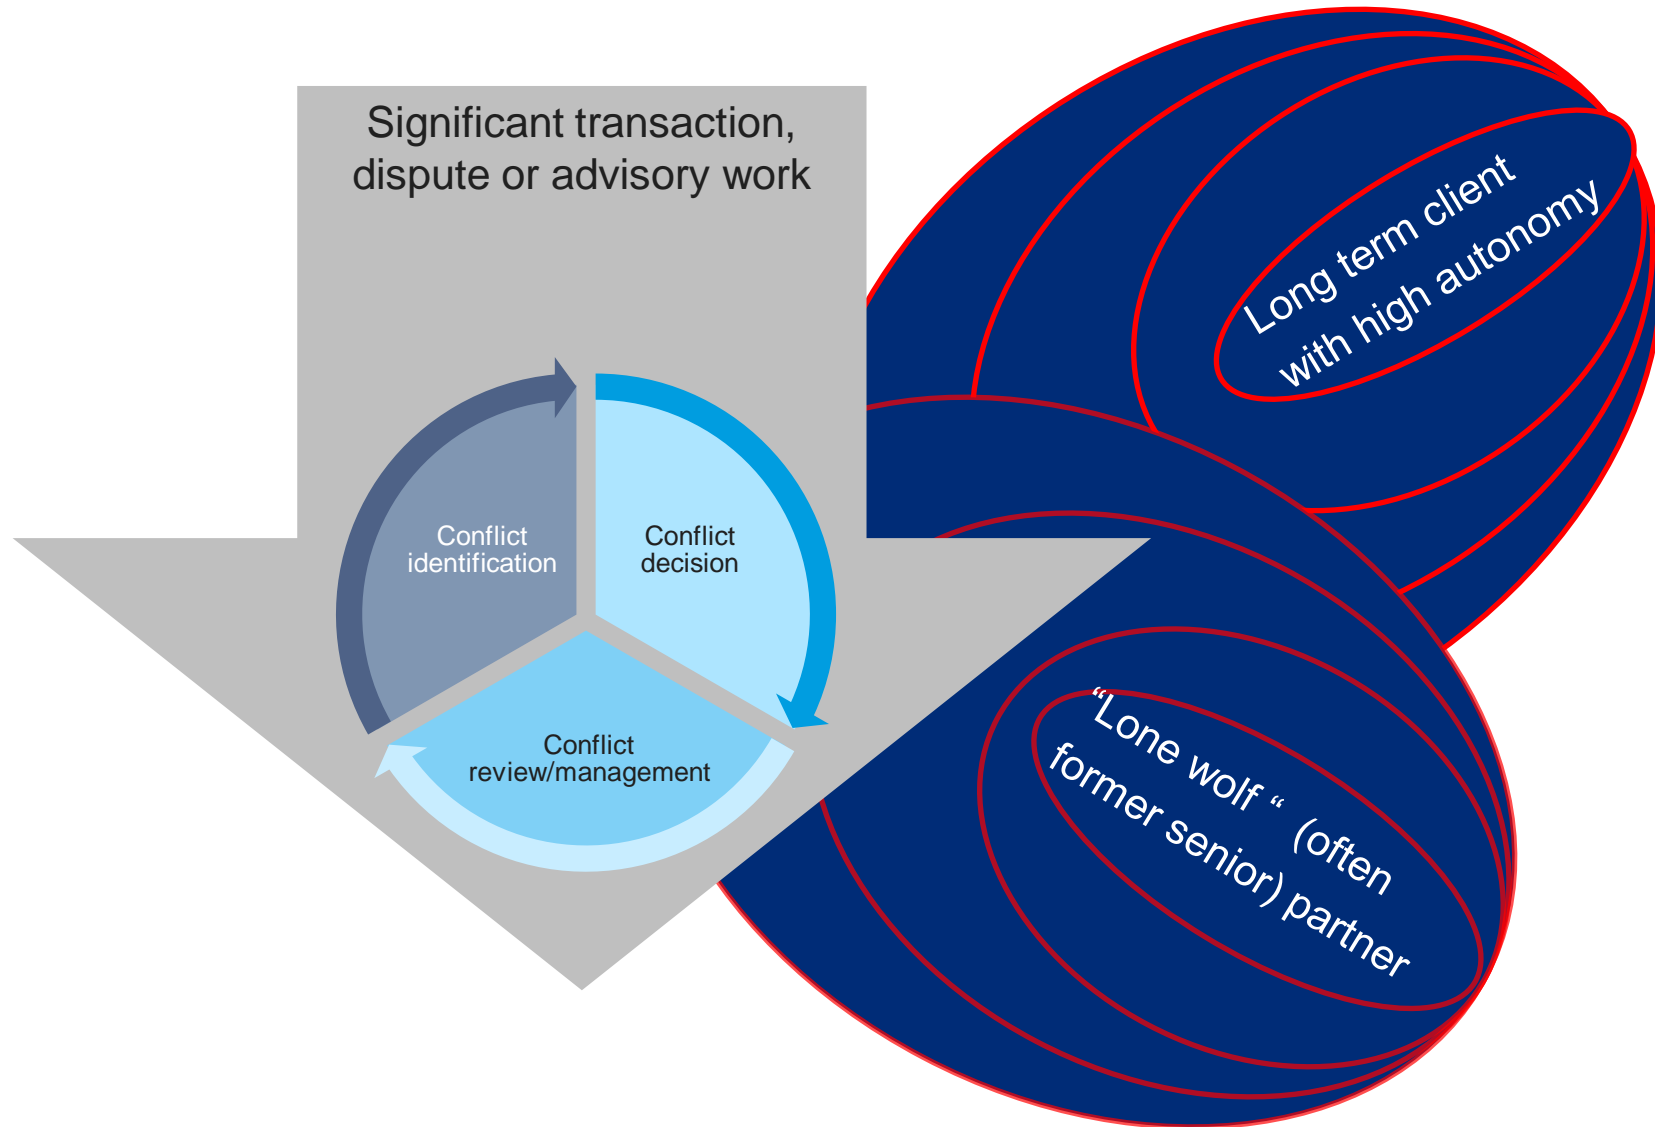 Significant transaction,
dispute or advisory work
Long term client
with high autonomy
Conflict
identification
Conflict
decision
Conflict
review/management
“Lone wolf “ (often
former senior) partner